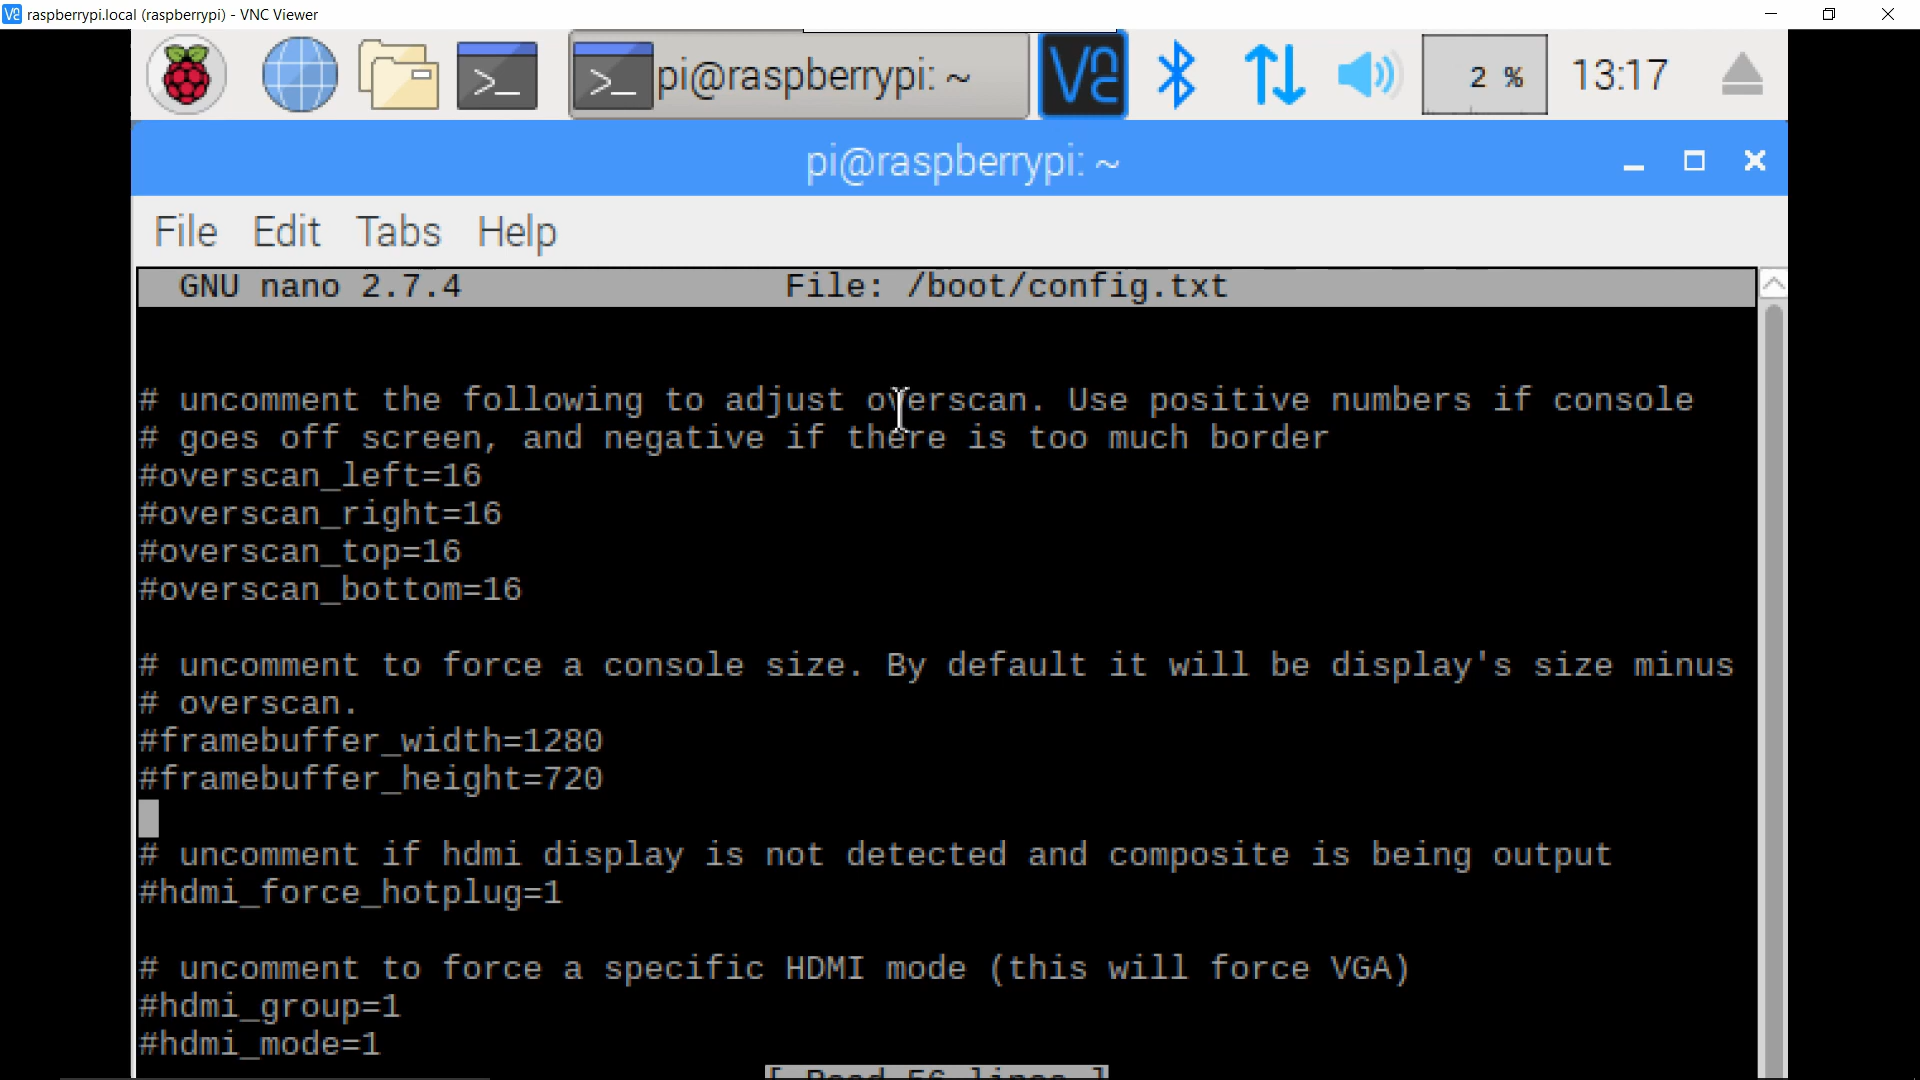 raspberrypi.local (raspberrypi) - VNC Viewer
pi@raspberrypi: ~
2 %
13:17
pi@raspberrypi: ~
File Edit Tabs Help
GNU nano 2.7.4 File: /boot/config.txt
# uncomment the following to adjust overscan. Use positive numbers if console
# goes off screen, and negative if there is too much border
#overscan_left=16
#overscan_right=16
#overscan_top=16
#overscan_bottom=16
# uncomment to force a console size. By default it will be display's size minus
# overscan.
#framebuffer_width=1280
#framebuffer_height=720
# uncomment if hdmi display is not detected and composite is being output
#hdmi_force_hotplug=1
# uncomment to force a specific HDMI mode (this will force VGA)
#hdmi_group=1
#hdmi_mode=1
[ Read 56 lines ]